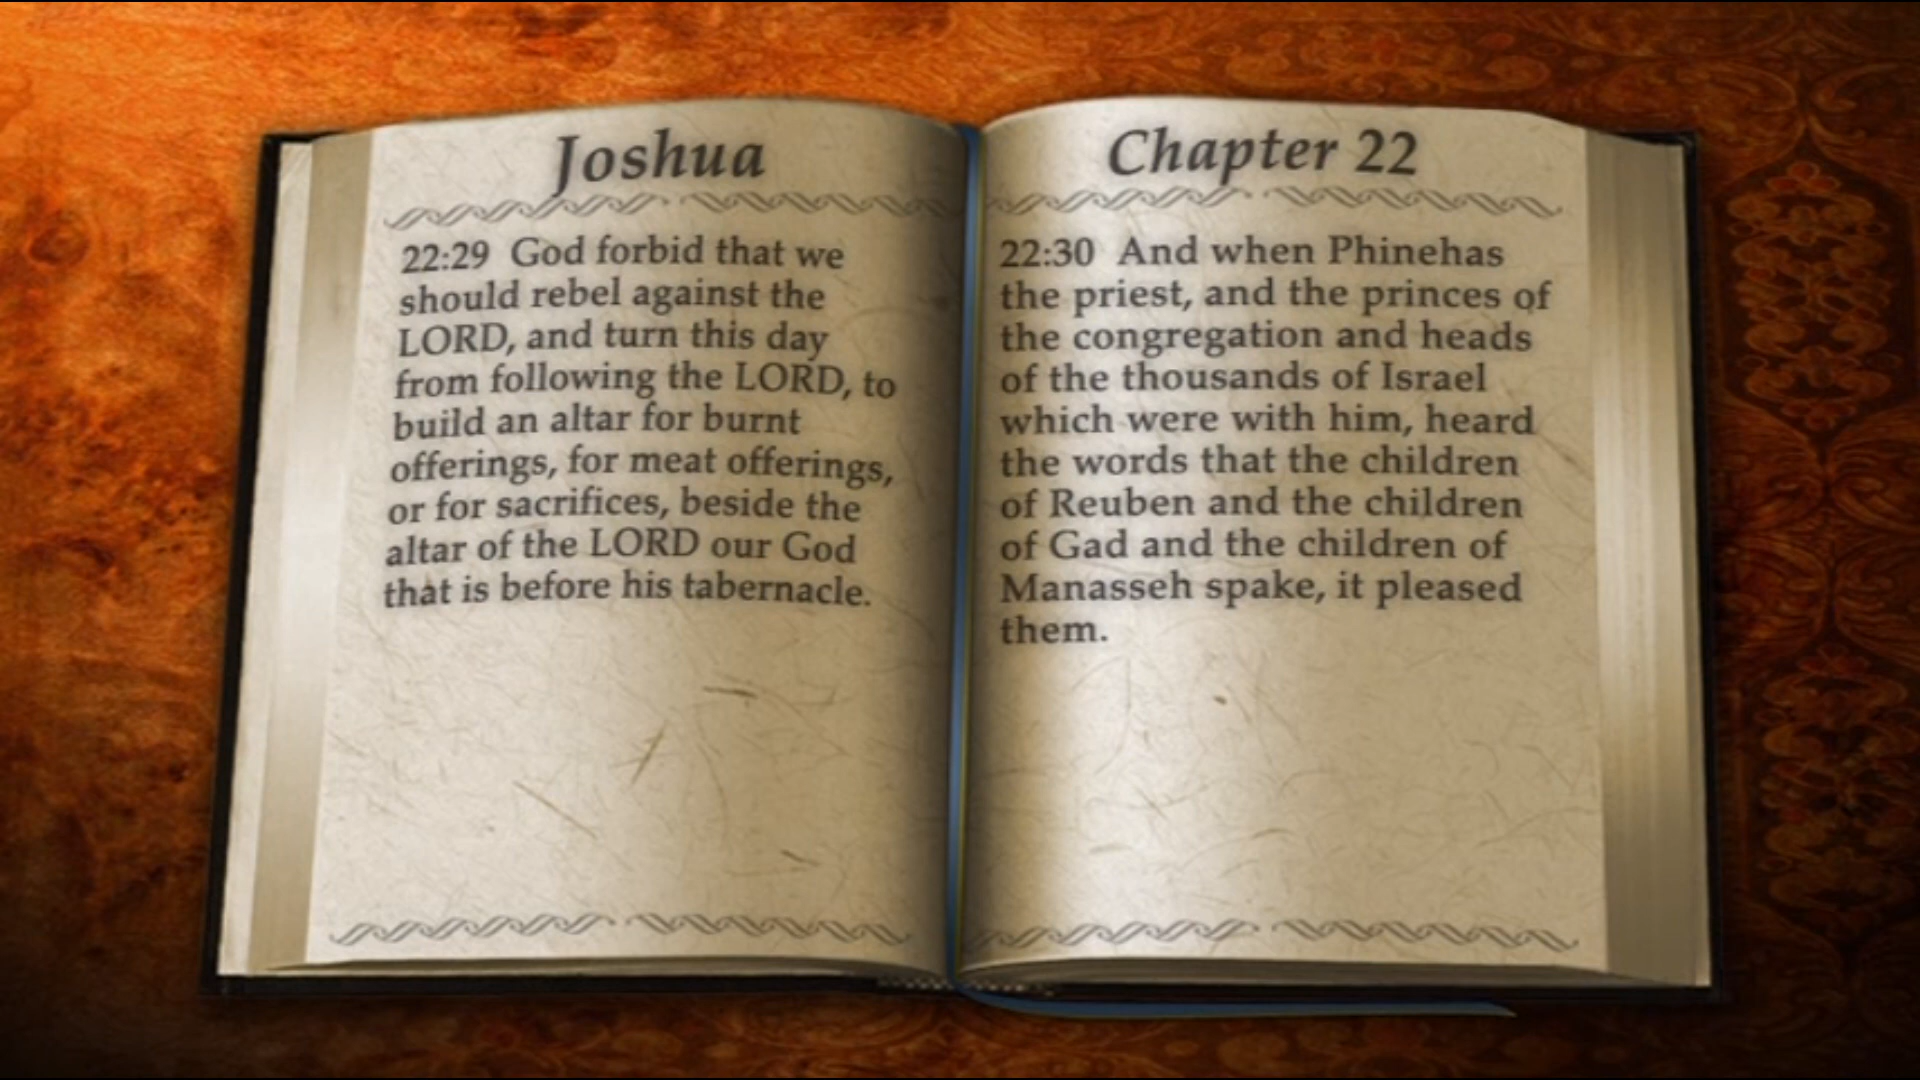 Joshua
22:29 God forbid that we
should rebel against the
LORD, and turn this day
from following the LORD, to
build an altar for burnt
offerings, for meat offerings,
or for sacrifices, beside the
altar of the LORD our God
that is before his tabernacle.
Chapter 22
22:30 And when Phinehas
the priest, and the princes of
the congregation and heads
of the thousands of Israel
which were with him, heard
the words that the children
of Reuben and the children
of Gad and the children of
Manasseh spake, it pleased
them.